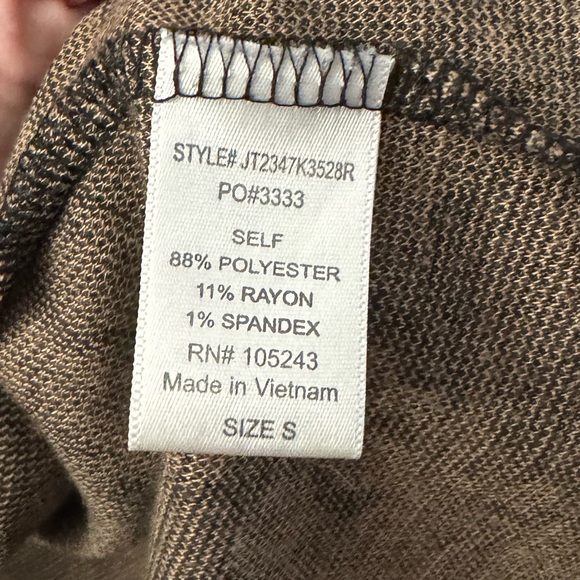 STYLE# JT2347K3528R
PO#3333
SELF
88% POLYESTER
11% RAYON
1% SPANDEX
RN# 105243
Made in Vietnam
SIZE S